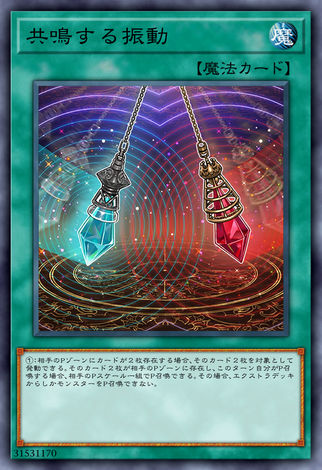 共鳴する振動
魔
【魔法カード】
①:相手のPゾーンにカードが2枚存在する場合、そのカード2枚を対象として
発動できる。そのカード2枚が相手のPゾーンに存在し、このターン自分がP召
喚する場合、相手のPスケール一組でP召喚できる。その場合、エクストラデッキ
からしかモンスターをP召喚できない。
31531170